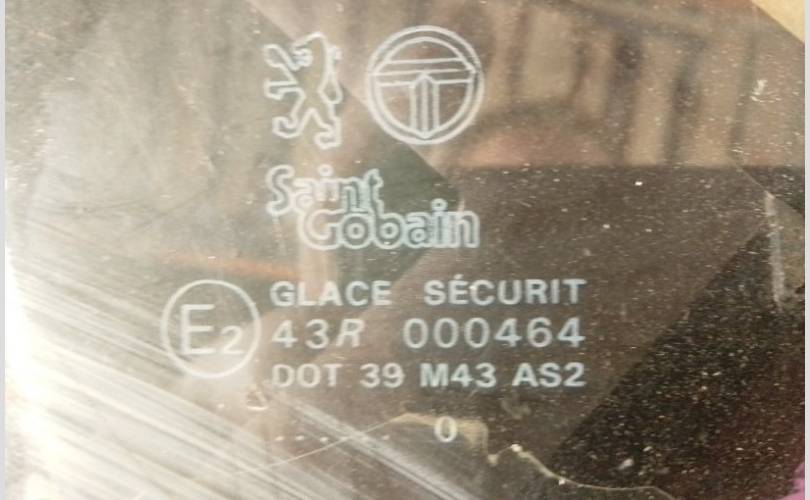 Saint
Gobain
GLACE SÉCURIT
E2
43R 000464
DOT 39 M43 AS2
. . . . . . . 0